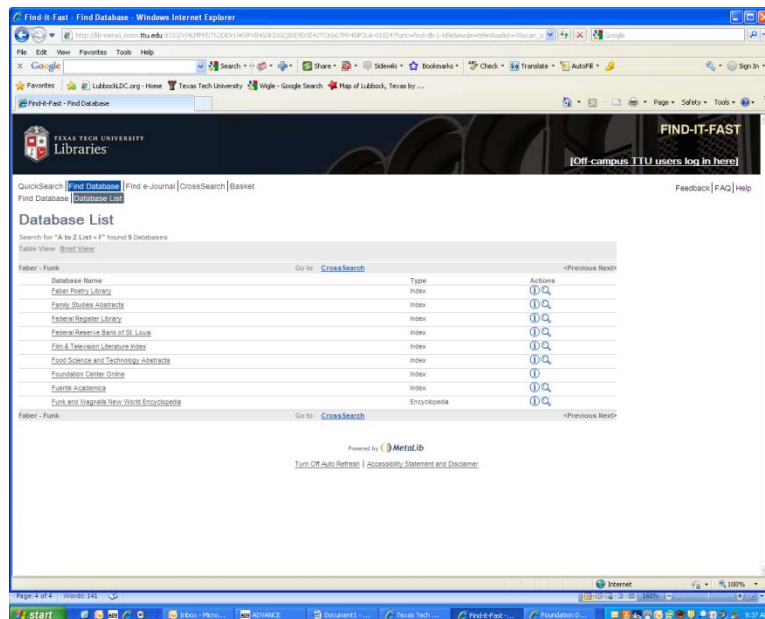 Find-It-Fast - Find Database - Windows Internet Explorer
File Edit View Favorites Tools Help
x Google Search Share Sidewiki Bookmarks Check Translate AutoFill Sign In
Favorites LubbockLDC.org - Home Texas Tech University Wigle - Google Search Map of Lubbock, Texas by ...
Find-It-Fast - Find Database Page Safety Tools
TEXAS TECH UNIVERSITY
Libraries
FIND-IT-FAST
[Off-campus TTU users log in here]
QuickSearch Find Database Find e-Journal CrossSearch Basket Feedback FAQ Help
Find Database Database List
Database List
Search for "A to Z List = F" found 9 Databases
Table View Brief View
Faber - Funk Go to CrossSearch <Previous Next>
Database Name Type Actions
Faber Poetry Library Index
Family Studies Abstracts Index
Federal Register Library Index
Federal Reserve Bank of St. Louis Index
Film & Television Literature Index Index
Food Science and Technology Abstracts Index
Foundation Center Online Index
Fuente Academica Index
Funk and Wagnalls New World Encyclopedia Encyclopedia
Faber - Funk Go to CrossSearch <Previous Next>
Powered by MetaLib
Turn Off Auto Refresh | Accessibility Statement and Disclaimer
Internet 100%
Page: 4 of 4 Words: 141 160%
start Inbox - Micro... ADVANCE Document1 - ... Texas Tech ... Find-It-Fast -... Foundation D... 9:37 AM